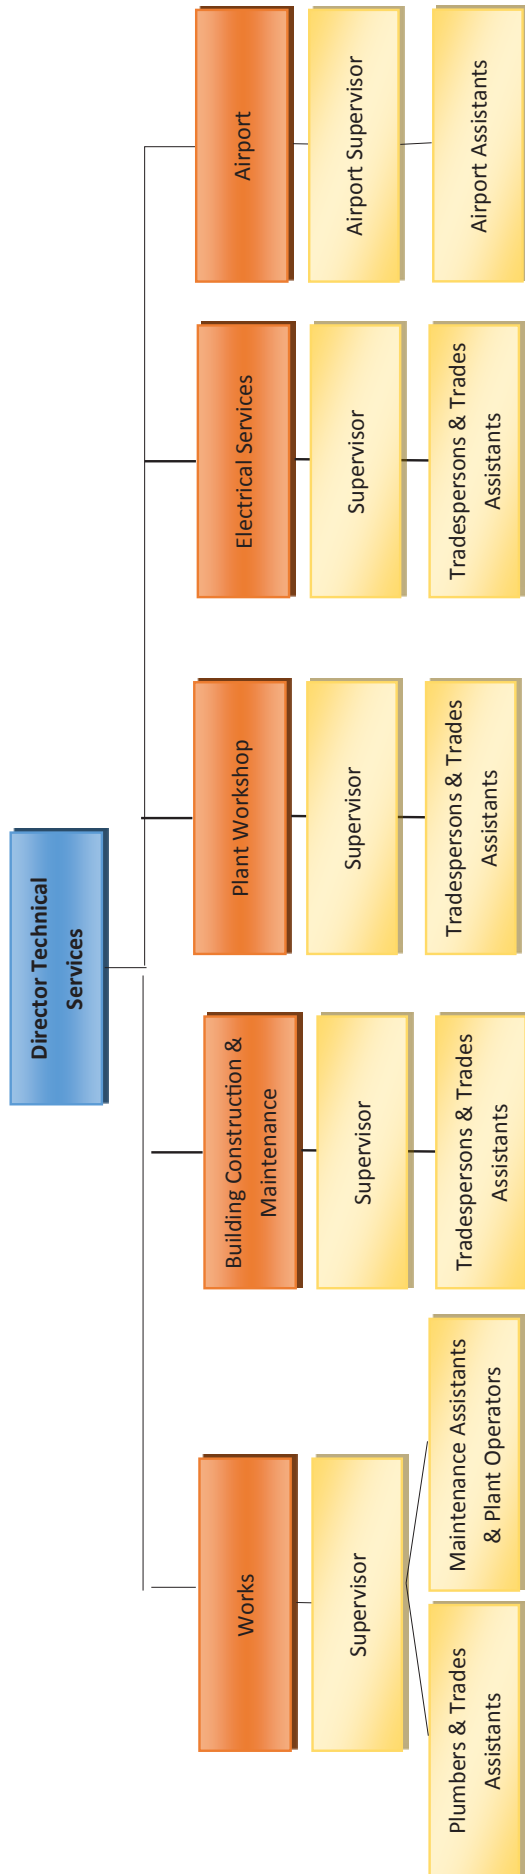 Director Technical
Services
Works
Building Construction &
Maintenance
Plant Workshop
Electrical Services
Airport
Supervisor
Supervisor
Supervisor
Supervisor
Airport Supervisor
Plumbers & Trades
Assistants
Maintenance Assistants
& Plant Operators
Tradespersons & Trades
Assistants
Tradespersons & Trades
Assistants
Tradespersons & Trades
Assistants
Airport Assistants